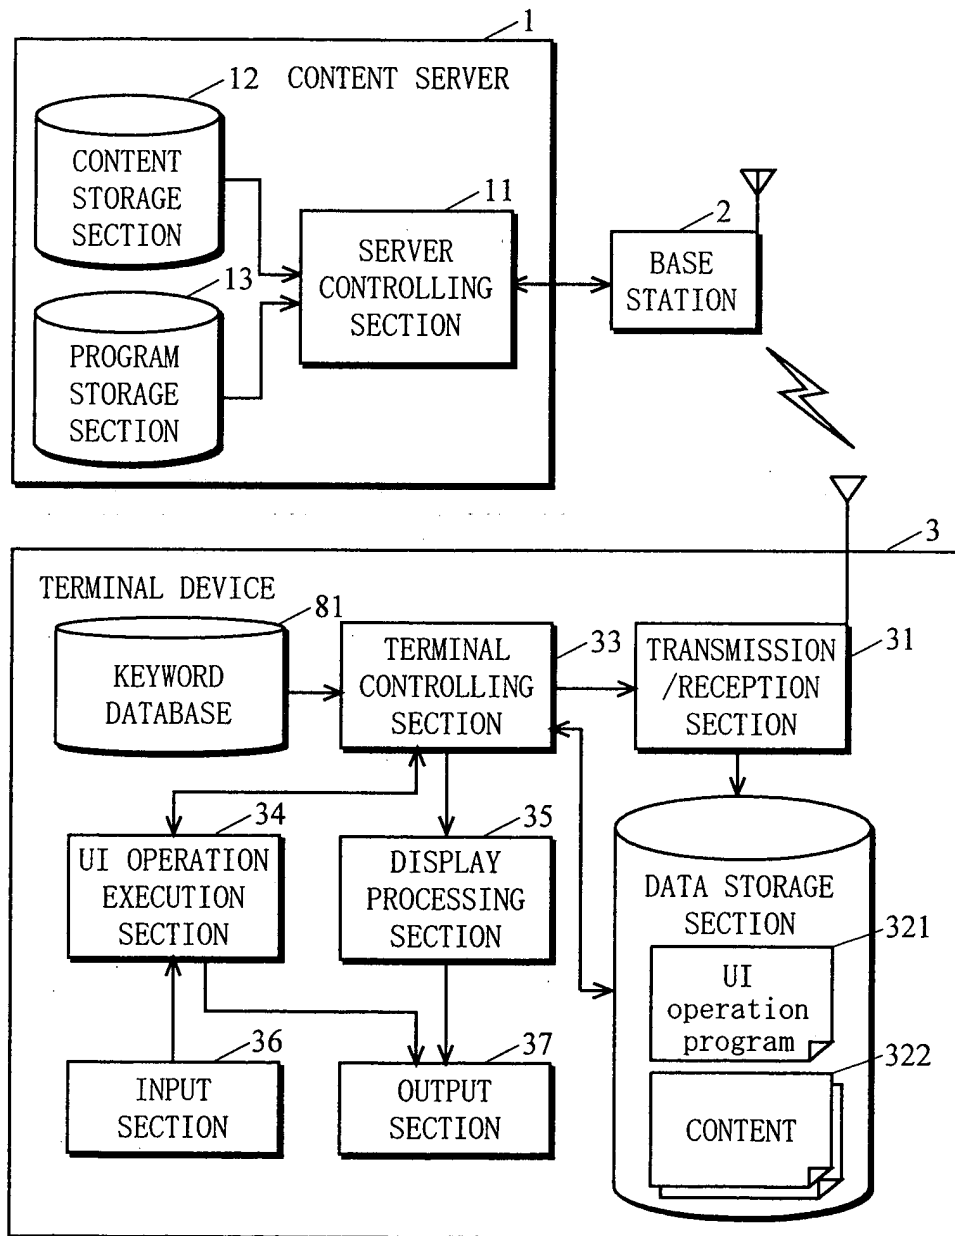 1
12 CONTENT SERVER
CONTENT
STORAGE
SECTION
11
SERVER
CONTROLLING
SECTION
2
BASE
STATION
13
PROGRAM
STORAGE
SECTION
3
TERMINAL DEVICE
81
KEYWORD
DATABASE
TERMINAL
CONTROLLING
SECTION
33
TRANSMISSION
/RECEPTION
SECTION
31
34
UI OPERATION
EXECUTION
SECTION
35
DISPLAY
PROCESSING
SECTION
DATA STORAGE
SECTION
321
UI
operation
program
322
CONTENT
36
INPUT
SECTION
37
OUTPUT
SECTION